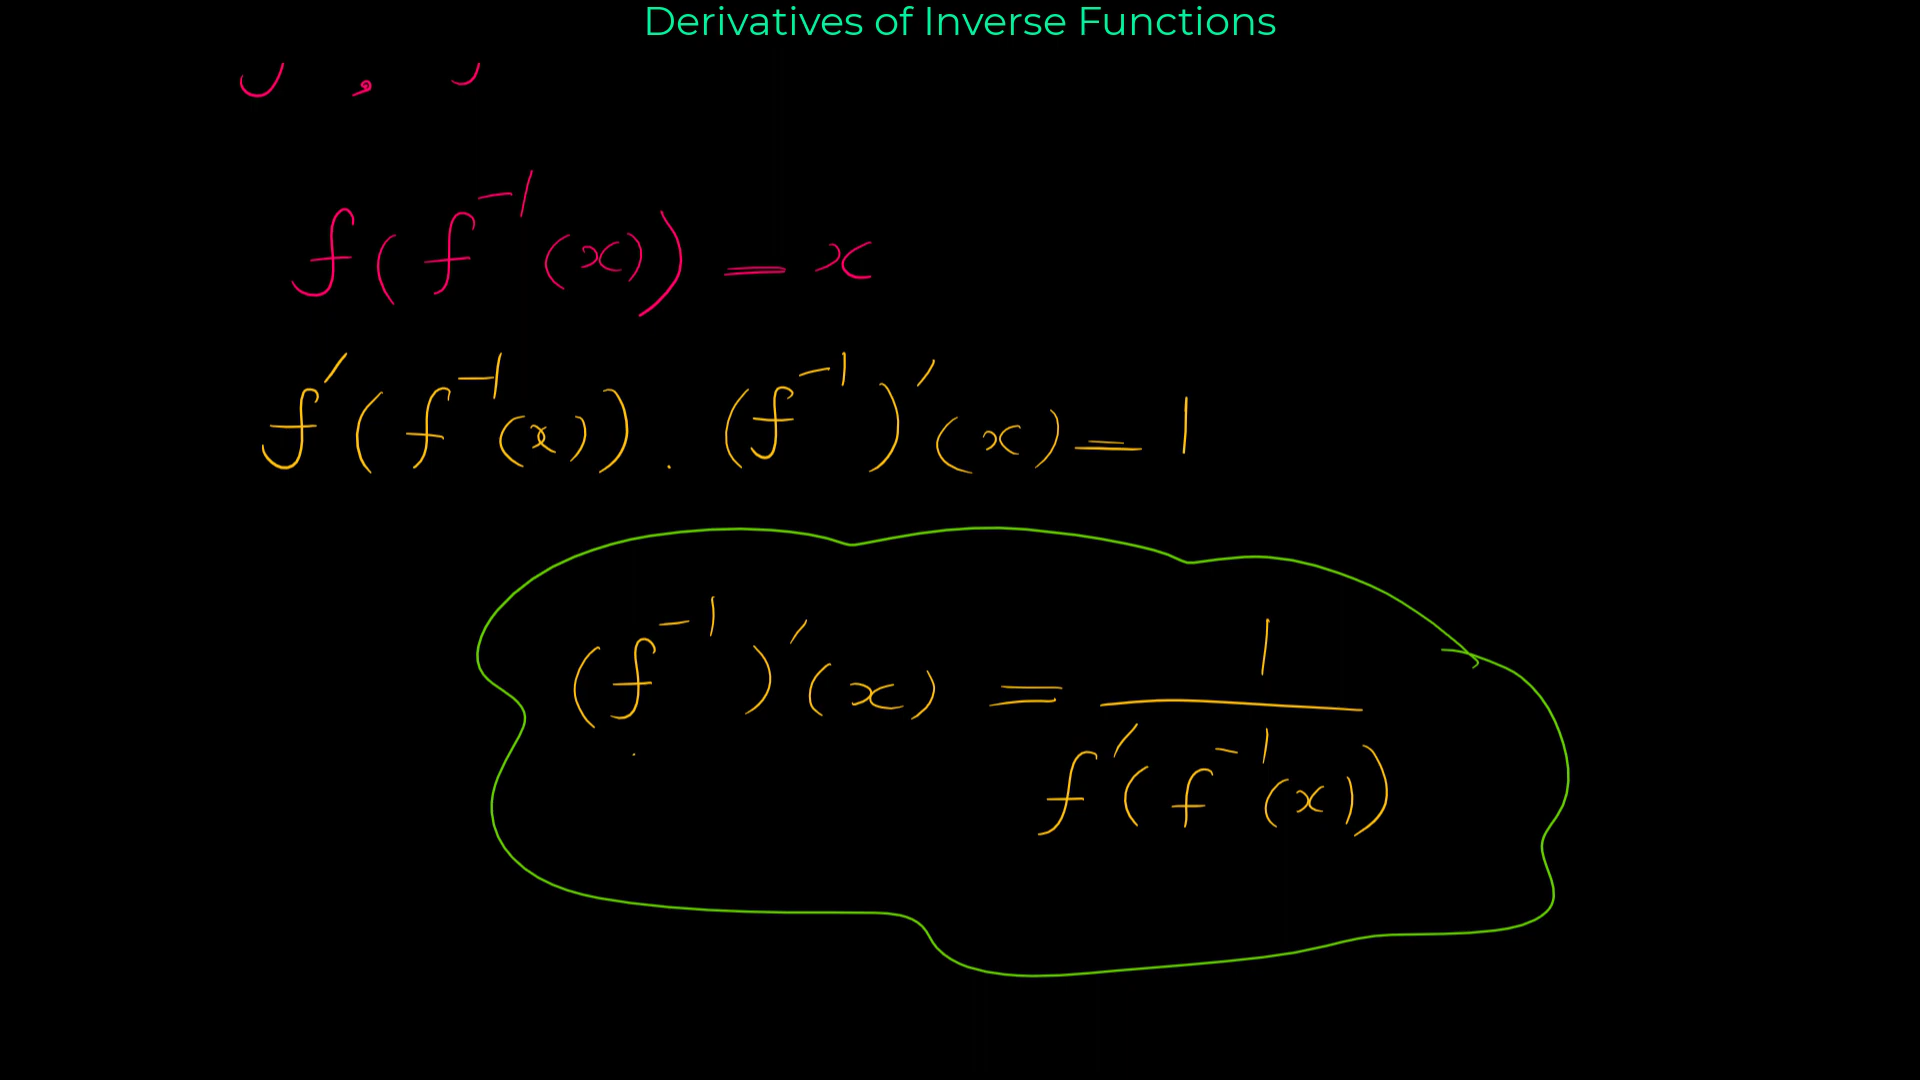 Derivatives of Inverse Functions
f(f⁻¹(x)) = x
f′(f⁻¹(x)) . (f⁻¹)′(x) = 1
(f⁻¹)′(x) = 1 / f′(f⁻¹(x))